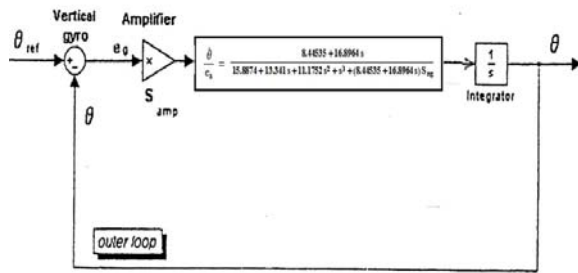 Vertical
gyro
Amplifier
θ ref
+
-
e g
×
S amp
θ̇ / e a = 8.44535 + 16.8964 s / 15.8874 + 13.341 s + 11.1752 s² + s³ + (8.44535 + 16.8964 s) S rg
1 / s
Integrator
θ
θ
outer loop